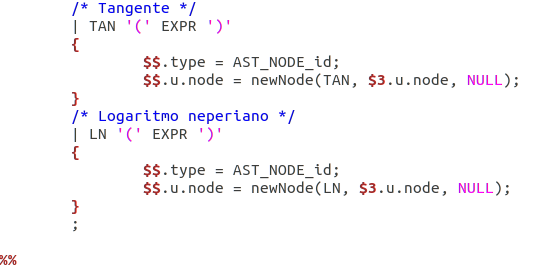 /* Tangente */
| TAN '(' EXPR ')'
{
$$.type = AST_NODE_id;
$$.u.node = newNode(TAN, $3.u.node, NULL);
}
/* Logaritmo neperiano */
| LN '(' EXPR ')'
{
$$.type = AST_NODE_id;
$$.u.node = newNode(LN, $3.u.node, NULL);
}
;
%%